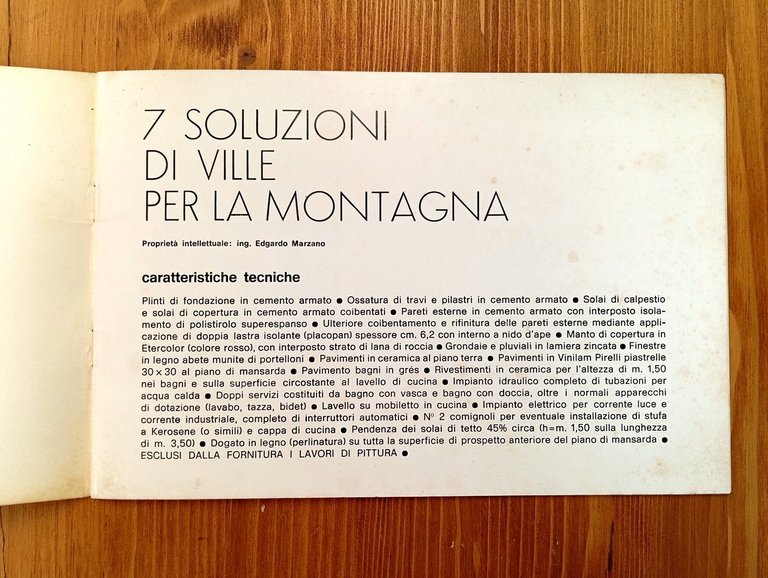 7 SOLUZIONI
DI VILLE
PER LA MONTAGNA
Proprietà intellettuale: ing. Edgardo Marzano
caratteristiche tecniche
Plinti di fondazione in cemento armato ● Ossatura di travi e pilastri in cemento armato ● Solai di calpestio
e solai di copertura in cemento armato coibentati ● Pareti esterne in cemento armato con interposto isola-
mento di polistirolo superespanso ● Ulteriore coibentamento e rifinitura delle pareti esterne mediante appli-
cazione di doppia lastra isolante (placopan) spessore cm. 6,2 con interno a nido d'ape ● Manto di copertura in
Etercolor (colore rosso), con interposto strato di lana di roccia ● Grondaie e pluviali in lamiera zincata ● Finestre
in legno abete munite di portelloni ● Pavimenti in ceramica al piano terra ● Pavimenti in Vinilam Pirelli piastrelle
30 x 30 al piano di mansarda ● Pavimento bagni in grés ● Rivestimenti in ceramica per l'altezza di m. 1,50
nei bagni e sulla superficie circostante al lavello di cucina ● Impianto idraulico completo di tubazioni per
acqua calda ● Doppi servizi costituiti da bagno con vasca e bagno con doccia, oltre i normali apparecchi
di dotazione (lavabo, tazza, bidet) ● Lavello su mobiletto in cucina ● Impianto elettrico per corrente luce e
corrente industriale, completo di interruttori automatici ● N° 2 comignoli per eventuale installazione di stufa
a Kerosene (o simili) e cappa di cucina ● Pendenza dei solai di tetto 45% circa (h=m. 1,50 sulla lunghezza
di m. 3,50) ● Dogato in legno (perlinatura) su tutta la superficie di prospetto anteriore del piano di mansarda ●
ESCLUSI DALLA FORNITURA I LAVORI DI PITTURA ●